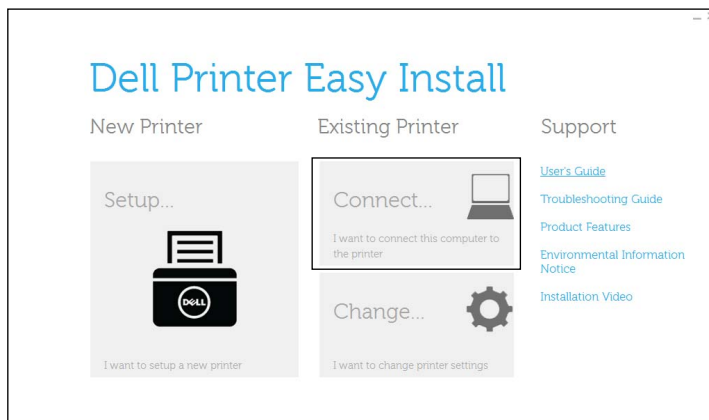 Dell Printer Easy Install
New Printer
Setup...
DELL
I want to setup a new printer
Existing Printer
Connect...
I want to connect this computer to
the printer
Change...
I want to change printer settings
Support
User's Guide
Troubleshooting Guide
Product Features
Environmental Information
Notice
Installation Video